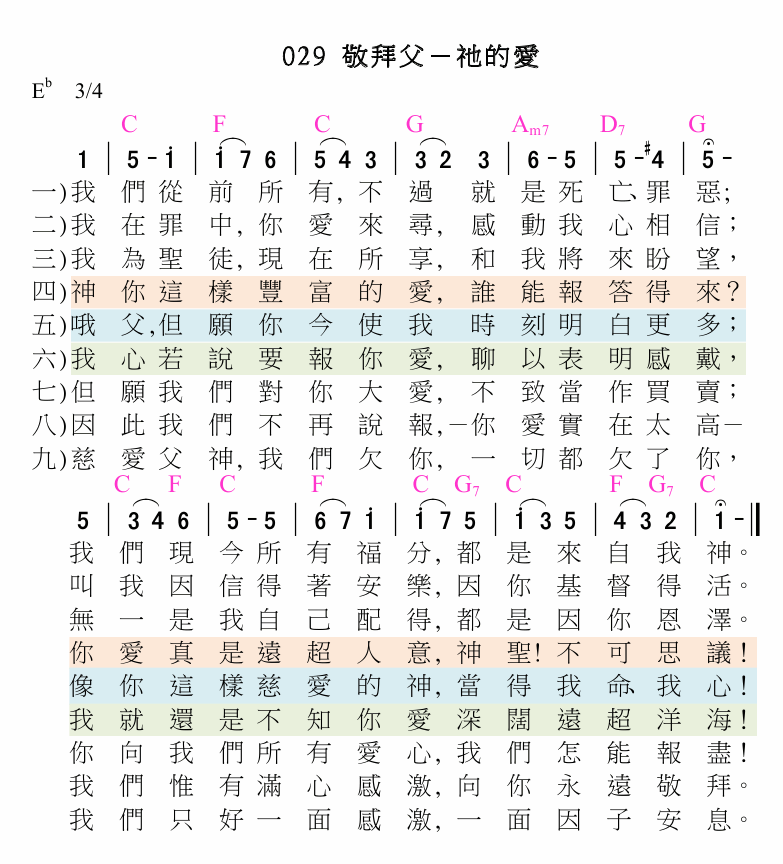 029 敬拜父－祂的愛
E♭ 3/4
C F C G Am7 D7 G
1 | 5 - i | i 7 6 | 5 4 3 | 3 2 3 | 6 - 5 | 5 - #4 | 5 -
一)我 們 從 前 所 有, 不 過 就 是 死 亡、罪 惡;
二)我 在 罪 中, 你 愛 來 尋, 感 動 我 心 相 信；
三)我 為 聖 徒, 現 在 所 享, 和 我 將 來 盼 望，
四)神 你 這 樣 豐 富 的 愛, 誰 能 報 答 得 來？
五)哦 父,但 願 你 今 使 我 時 刻 明 白 更 多；
六)我 心 若 說 要 報 你 愛, 聊 以 表 明 感 戴，
七)但 願 我 們 對 你 大 愛, 不 致 當 作 買 賣；
八)因 此 我 們 不 再 說 報,－你 愛 實 在 太 高－
九)慈 愛 父 神, 我 們 欠 你, 一 切 都 欠 了 你，
C F C F C G7 C F G7 C
5 | 3 4 6 | 5 - 5 | 6 7 i | i 7 5 | i 3 5 | 4 3 2 | i - ‖
我 們 現 今 所 有 福 分, 都 是 來 自 我 神。
叫 我 因 信 得 著 安 樂, 因 你 基 督 得 活。
無 一 是 我 自 己 配 得, 都 是 因 你 恩 澤。
你 愛 真 是 遠 超 人 意, 神 聖! 不 可 思 議！
像 你 這 樣 慈 愛 的 神, 當 得 我 命、我 心！
我 就 還 是 不 知 你 愛 深 闊 遠 超 洋 海！
你 向 我 們 所 有 愛 心, 我 們 怎 能 報 盡！
我 們 惟 有 滿 心 感 激, 向 你 永 遠 敬 拜。
我 們 只 好 一 面 感 激, 一 面 因 子 安 息。